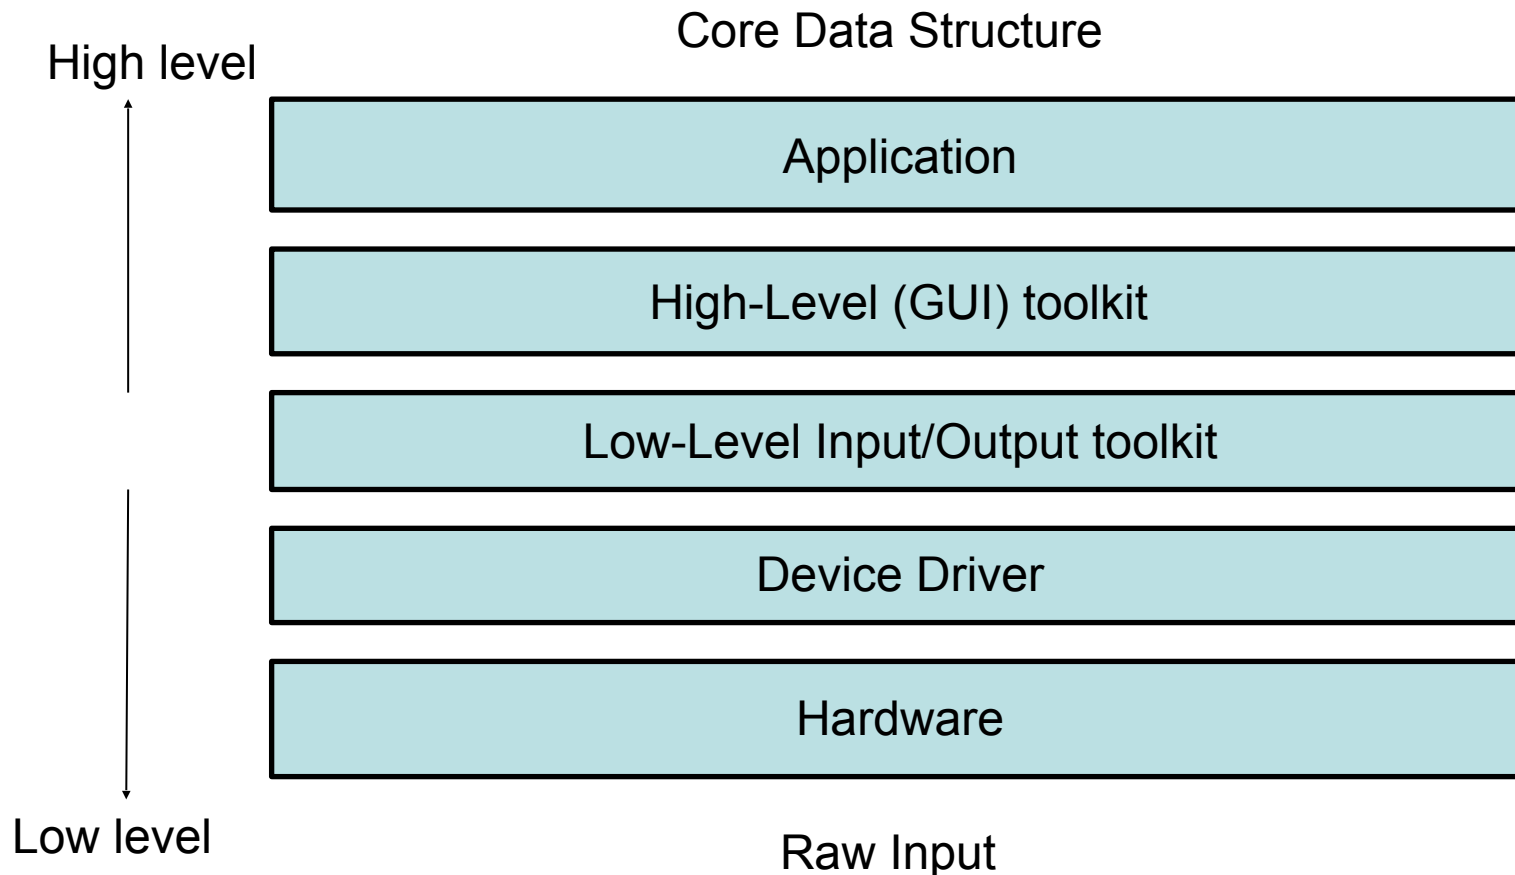 Core Data Structure
High level
Application
High-Level (GUI) toolkit
Low-Level Input/Output toolkit
Device Driver
Hardware
Low level
Raw Input